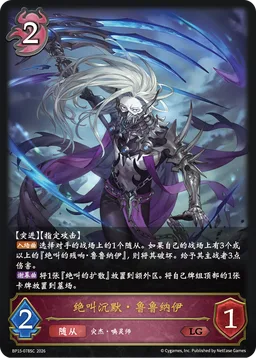 2
【突进】【指定攻击】
入场曲 选择对手的战场上的1个随从。如果自己的战场上有3个或
以上的『绝叫的残响·鲁鲁纳伊』,则将其破坏。给予其主战者3点
伤害。
谢幕曲 将1张『绝叫的扩散』放置到额外区。将自己牌组顶部的1张
卡牌放置到墓场。
绝叫沉默·鲁鲁纳伊
2
随从
灾杰·唤灵师
LG
1
BP15-078SC 2026
© Cygames, Inc. Published by NetEase Games